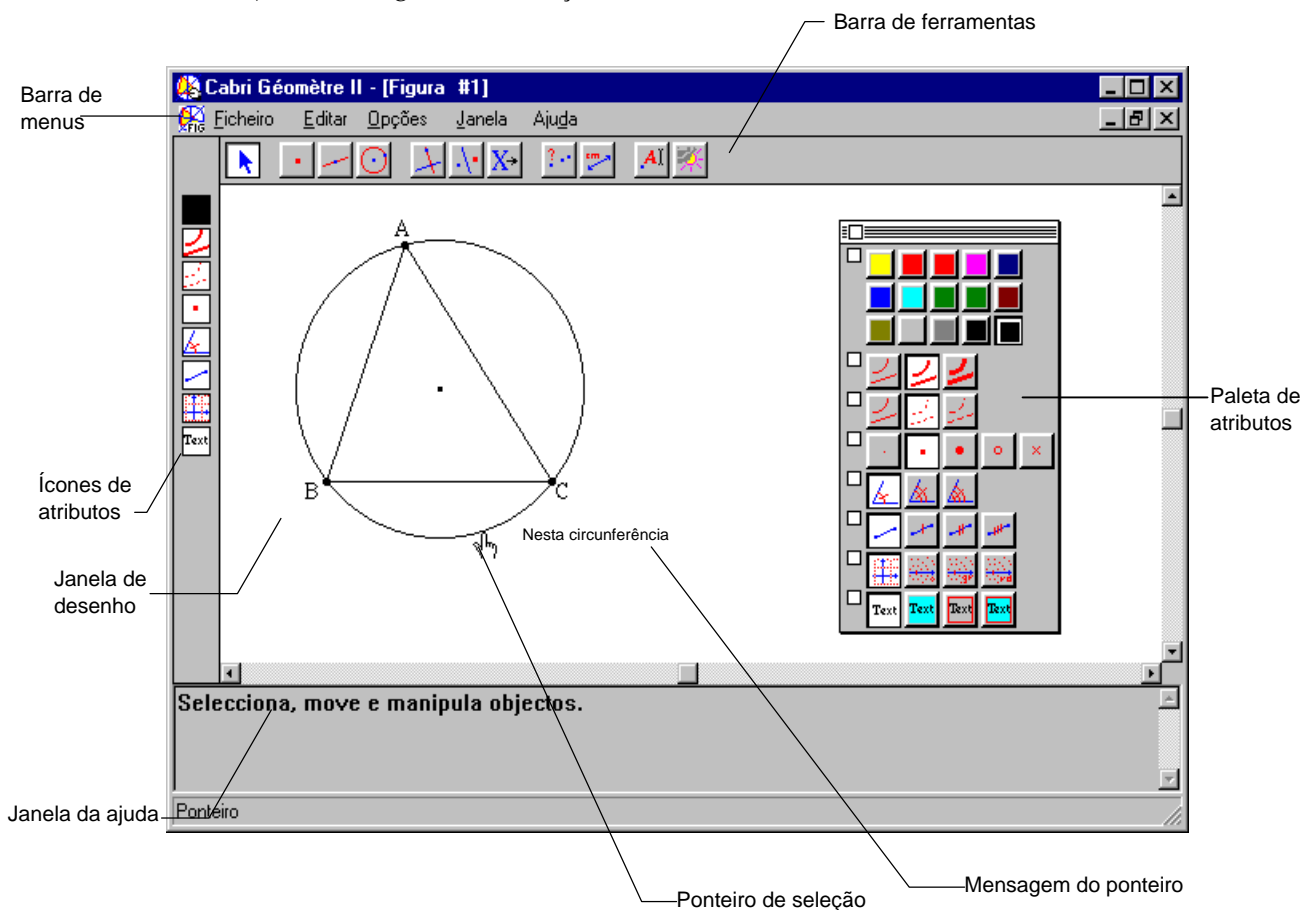 Barra de ferramentas
Cabri Géomètre II - [Figura #1]
Barra de
menus
FIG
Ficheiro Editar Opções Janela Ajuda
? cm A
X
A
B
C
Nesta circunferência
Text
Text Text Text Text
Ícones de
atributos
Janela de
desenho
Paleta de
atributos
Selecciona, move e manipula objectos.
Janela da ajuda
Ponteiro
Ponteiro de seleção
Mensagem do ponteiro